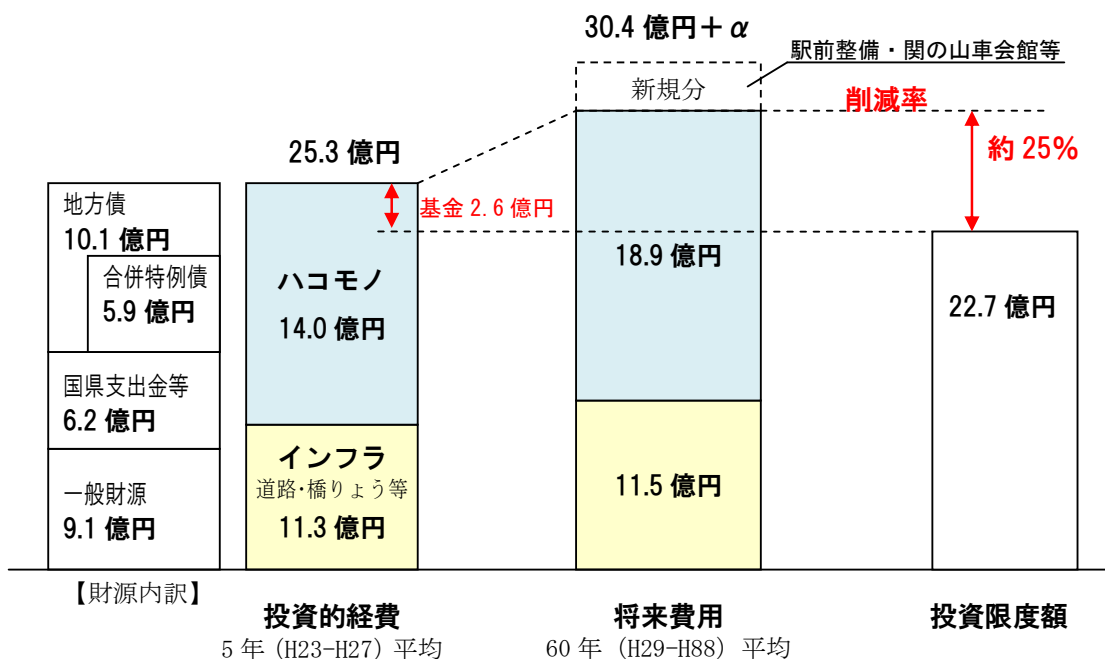 30.4 億円＋α
駅前整備・関の山車会館等
新規分
削減率
約 25%
25.3 億円
基金 2.6 億円
地方債
10.1 億円
合併特例債
5.9 億円
国県支出金等
6.2 億円
一般財源
9.1 億円
ハコモノ
14.0 億円
インフラ
道路・橋りょう等
11.3 億円
18.9 億円
11.5 億円
22.7 億円
【財源内訳】
投資的経費
5 年（H23-H27）平均
将来費用
60 年（H29-H88）平均
投資限度額